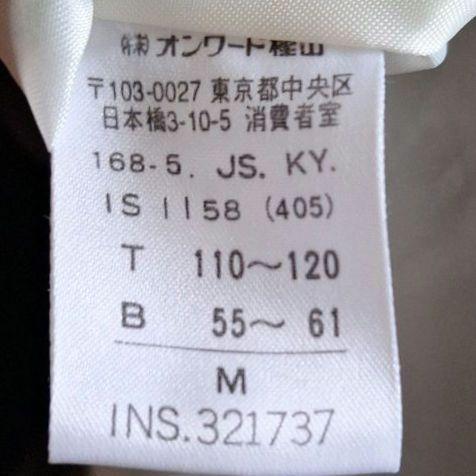 ㈱オンワード樫山
〒103-0027 東京都中央区
日本橋3-10-5 消費者室
168-5. JS. KY.
IS 1158 (405)
T 110～120
B 55～ 61
M
INS.321737